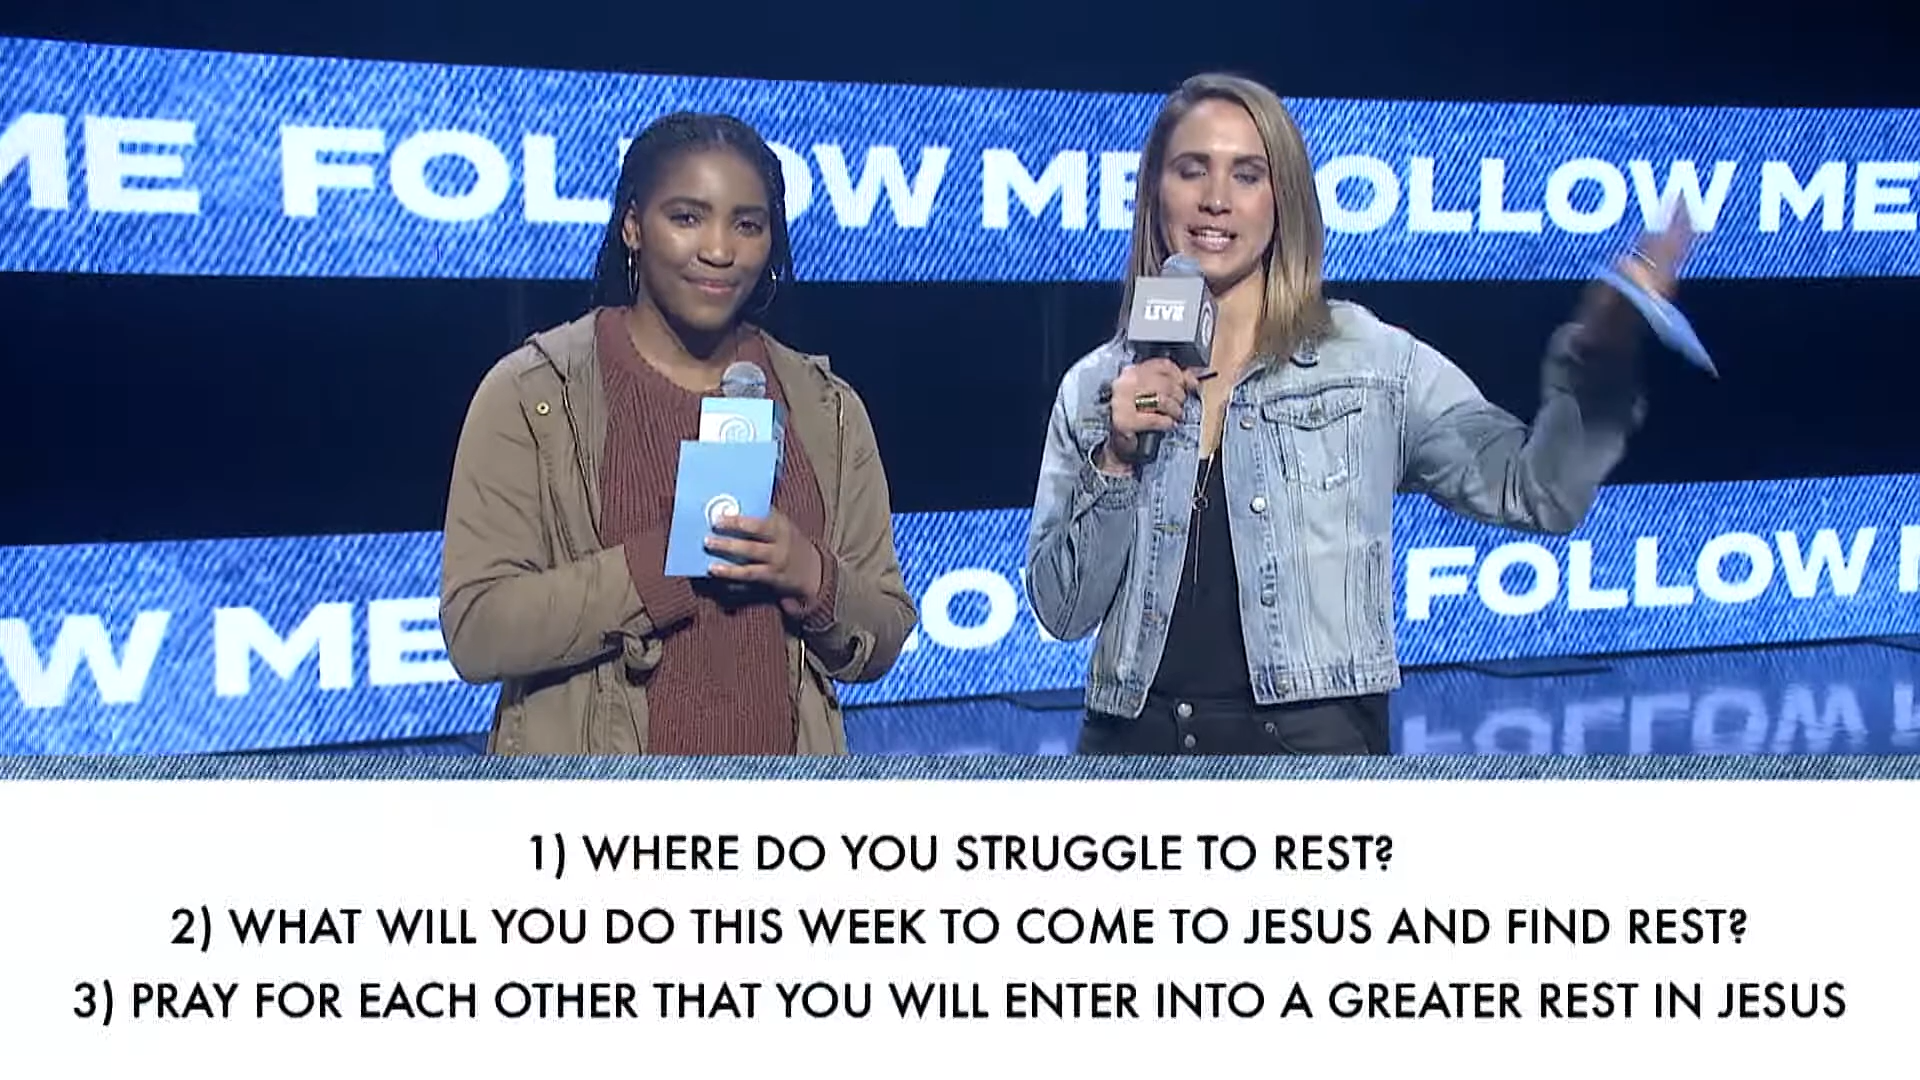 ME FOLLOW ME FOLLOW ME
LIVE
W ME FOLLOW
1) WHERE DO YOU STRUGGLE TO REST?
2) WHAT WILL YOU DO THIS WEEK TO COME TO JESUS AND FIND REST?
3) PRAY FOR EACH OTHER THAT YOU WILL ENTER INTO A GREATER REST IN JESUS